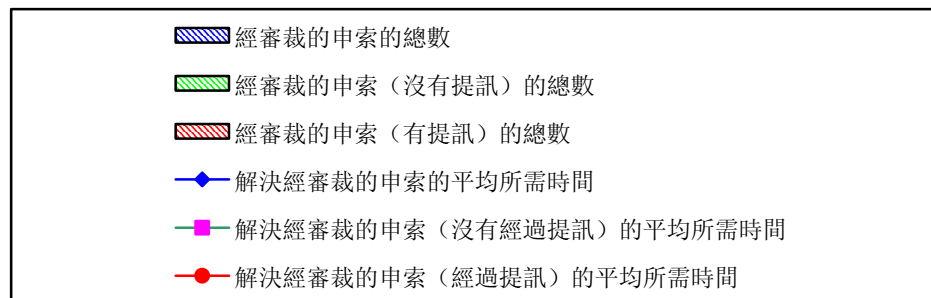 經審裁的申索的總數
經審裁的申索（沒有提訊）的總數
經審裁的申索（有提訊）的總數
解決經審裁的申索的平均所需時間
解決經審裁的申索（沒有經過提訊）的平均所需時間
解決經審裁的申索（經過提訊）的平均所需時間